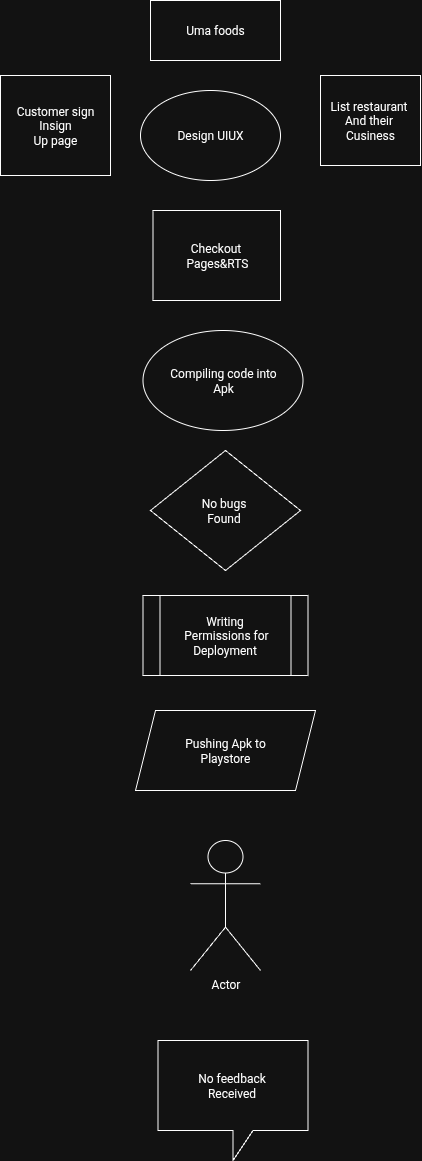 Uma foods
Customer sign
Insign
Up page
Design UIUX
List restaurant
And their
Cusiness
Checkout
Pages&RTS
Compiling code into
Apk
No bugs
Found
Writing
Permissions for
Deployment
Pushing Apk to
Playstore
Actor
No feedback
Received